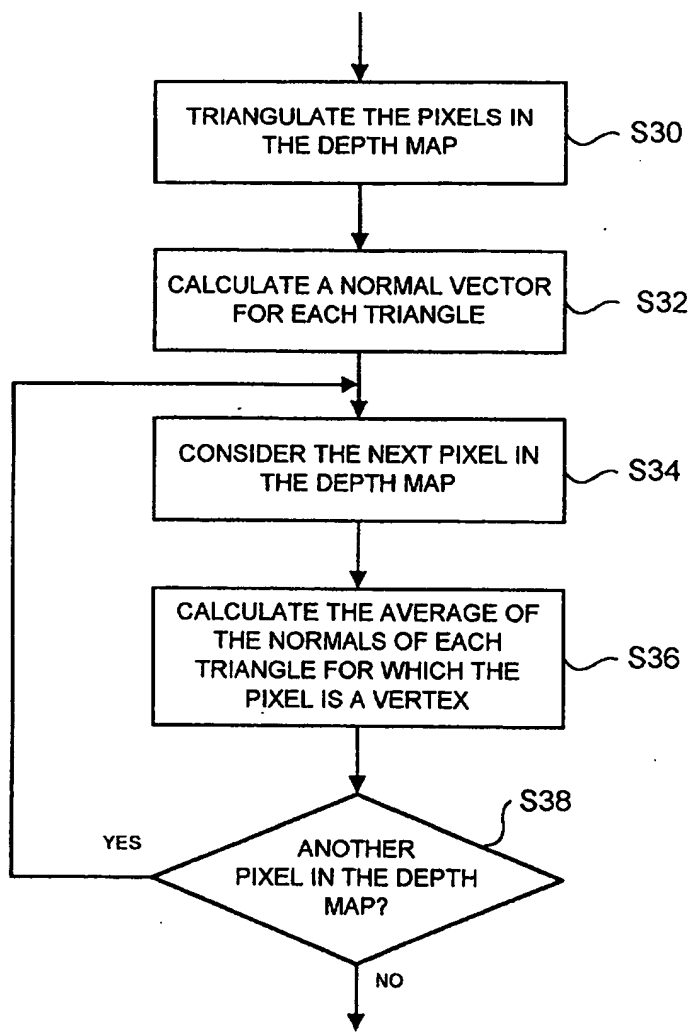 TRIANGULATE THE PIXELS IN
THE DEPTH MAP
S30
CALCULATE A NORMAL VECTOR
FOR EACH TRIANGLE
S32
CONSIDER THE NEXT PIXEL IN
THE DEPTH MAP
S34
CALCULATE THE AVERAGE OF
THE NORMALS OF EACH
TRIANGLE FOR WHICH THE
PIXEL IS A VERTEX
S36
S38
YES
ANOTHER
PIXEL IN THE DEPTH
MAP?
NO